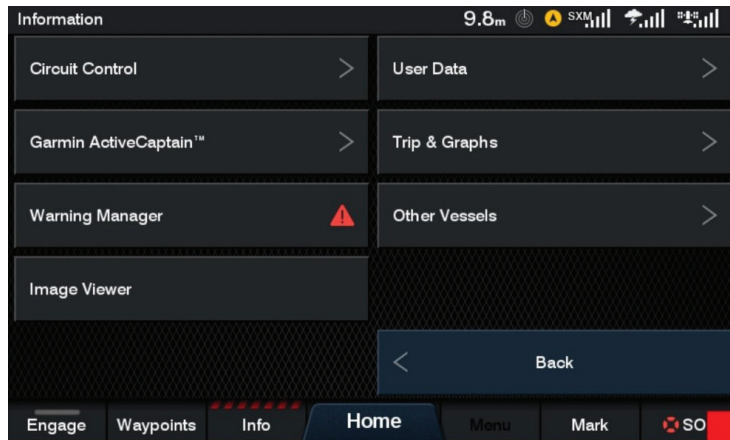 Information 9.8m SXM
Circuit Control
User Data
Garmin ActiveCaptain™
Trip & Graphs
Warning Manager
Other Vessels
Image Viewer
Back
Engage Waypoints Info Home Menu Mark SO